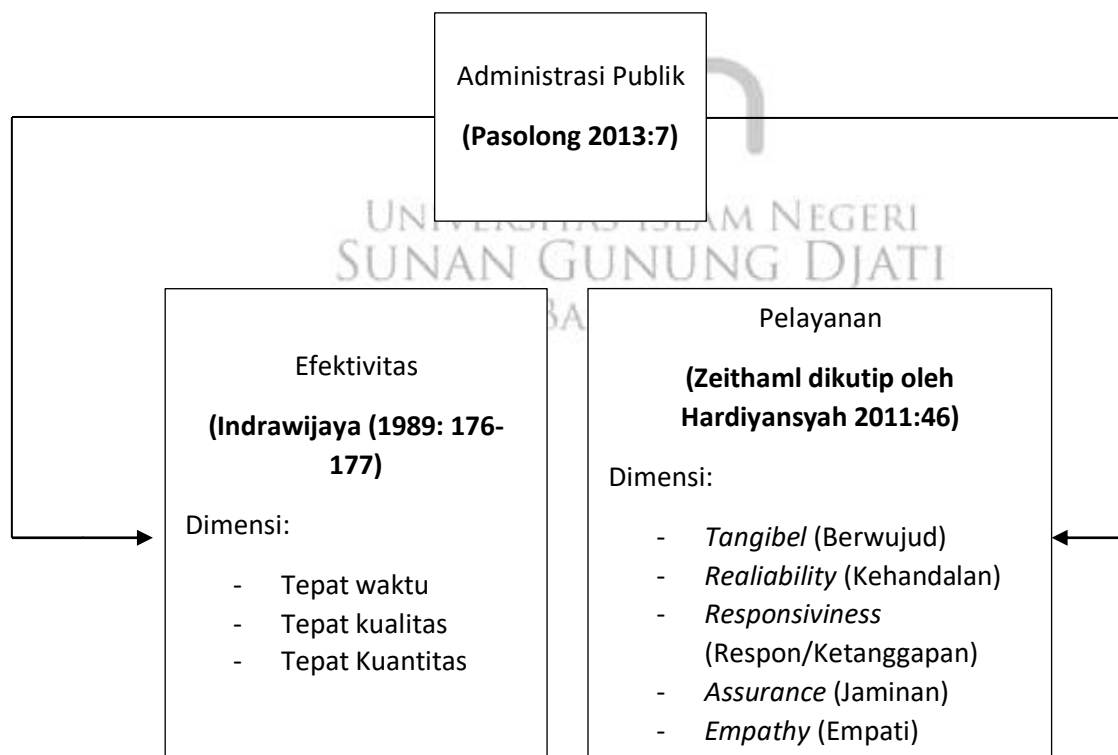 Administrasi Publik
(Pasolong 2013:7)
UNIVERSITAS ISLAM NEGERI
SUNAN GUNUNG DJATI
BA
Efektivitas
(Indrawijaya (1989: 176-
177)
Dimensi:
- Tepat waktu
- Tepat kualitas
- Tepat Kuantitas
Pelayanan
(Zeithaml dikutip oleh
Hardiyansyah 2011:46)
Dimensi:
- Tangibel (Berwujud)
- Realiability (Kehandalan)
- Responsiviness
(Respon/Ketanggapan)
- Assurance (Jaminan)
- Empathy (Empati)